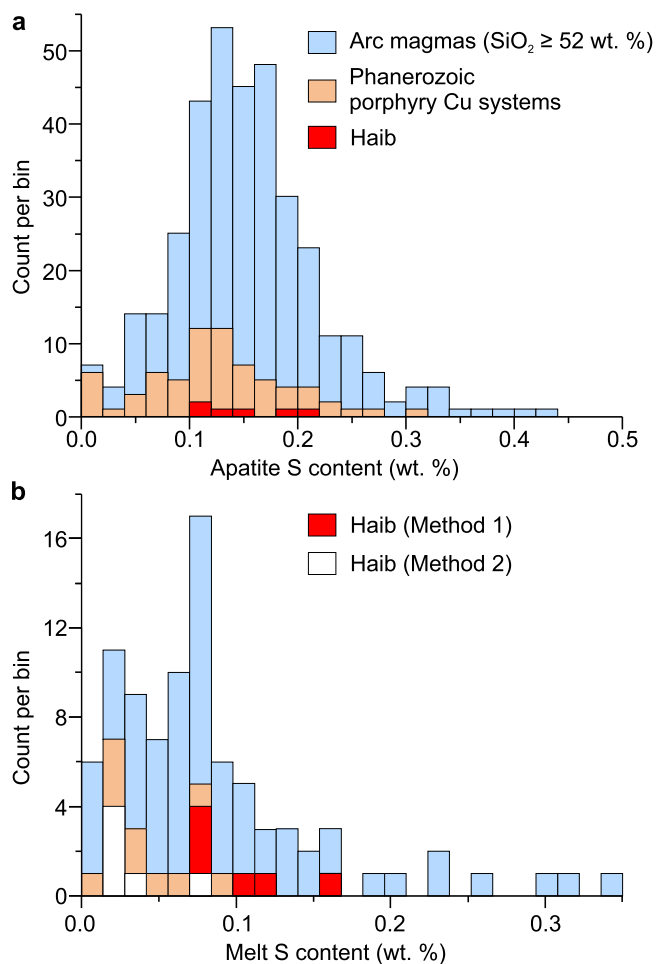 a
50
40
30
20
10
0
Count per bin
Arc magmas (SiO₂ ≥ 52 wt. %)
Phanerozoic
porphyry Cu systems
Haib
0.0 0.1 0.2 0.3 0.4 0.5
Apatite S content (wt. %)
b
16
12
8
4
0
Count per bin
Haib (Method 1)
Haib (Method 2)
0.0 0.1 0.2 0.3
Melt S content (wt. %)